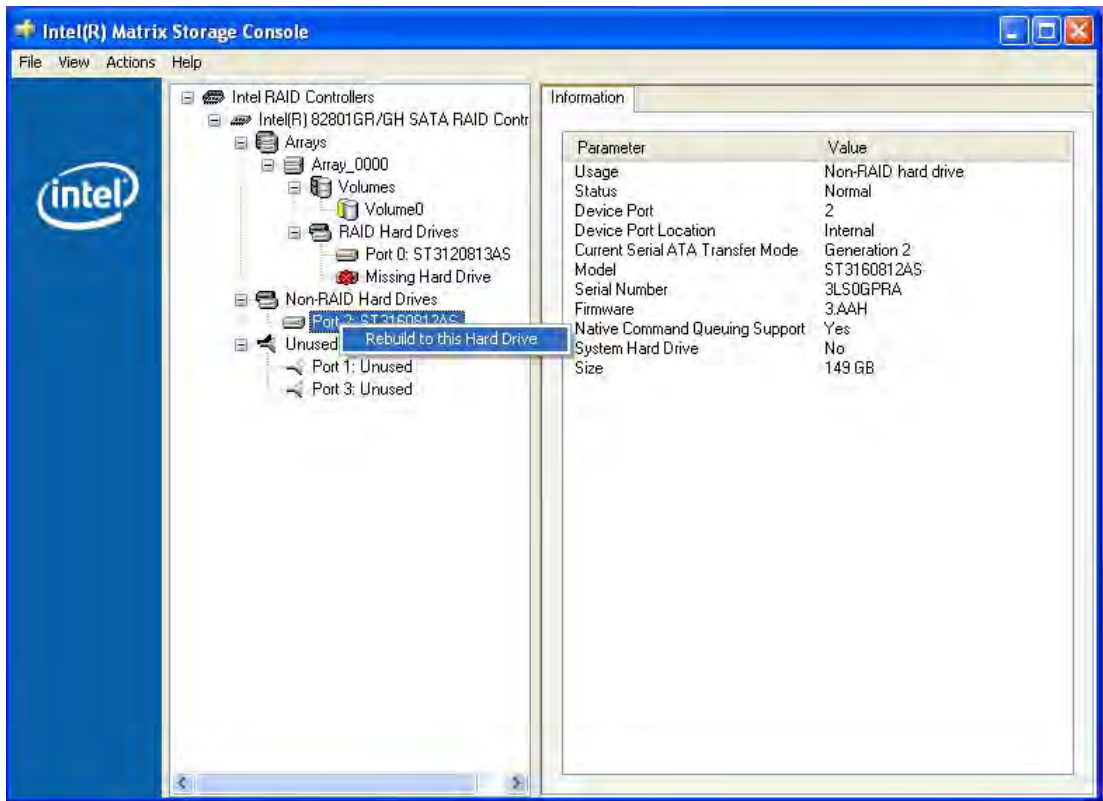 Intel(R) Matrix Storage Console
File View Actions Help
intel
Intel RAID Controllers
Intel(R) 82801GR/GH SATA RAID Contr
Arrays
Array_0000
Volumes
Volume0
RAID Hard Drives
Port 0: ST3120813AS
Missing Hard Drive
Non-RAID Hard Drives
Port 2: ST3160812AS
Rebuild to this Hard Drive
Unused
Port 1: Unused
Port 3: Unused
Information
Parameter Value
Usage Non-RAID hard drive
Status Normal
Device Port 2
Device Port Location Internal
Current Serial ATA Transfer Mode Generation 2
Model ST3160812AS
Serial Number 3LS0GPRA
Firmware 3.AAH
Native Command Queuing Support Yes
System Hard Drive No
Size 149 GB